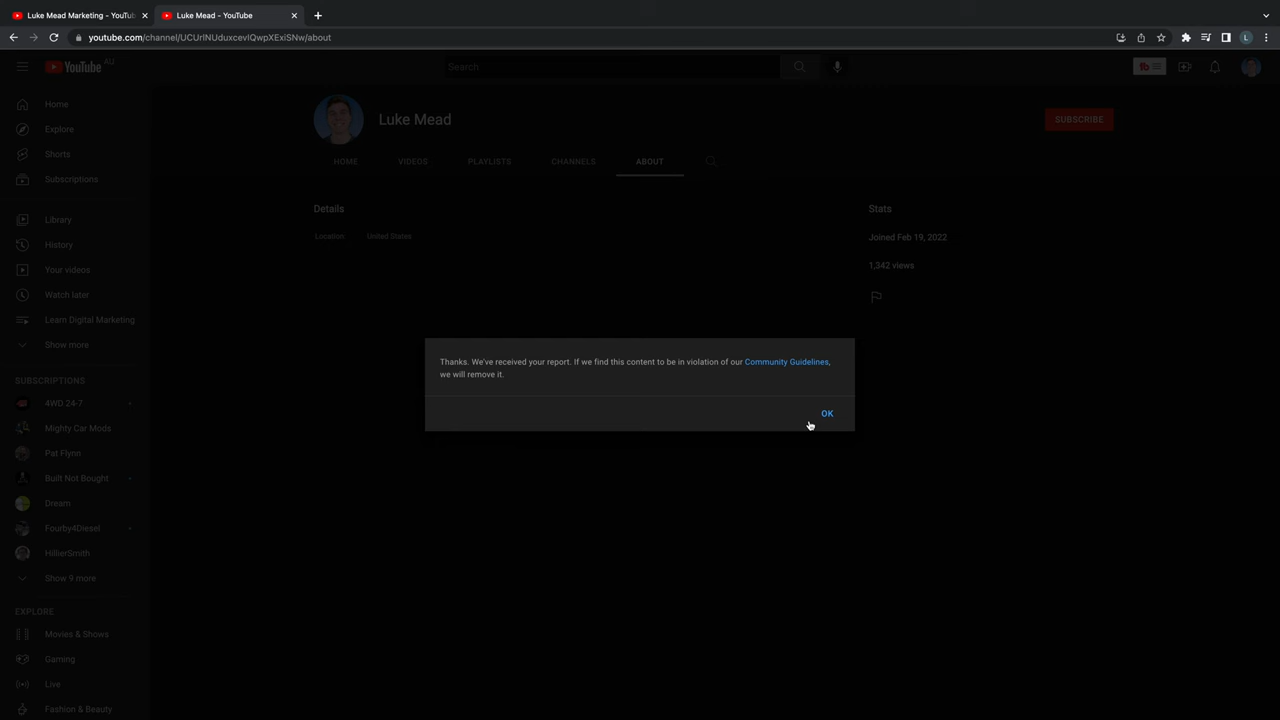 Luke Mead Marketing - YouTub
Luke Mead - YouTube
youtube.com/channel/UCUrlNUduxcevIQwpXExiSNw/about
L
YouTube
Search
Luke Mead
SUBSCRIBE
HOME
VIDEOS
PLAYLISTS
CHANNELS
ABOUT
Home
Explore
Shorts
Subscriptions
Library
History
Your videos
Watch later
Learn Digital Marketing
Show more
SUBSCRIPTIONS
4WD 24-7
Mighty Car Mods
Pat Flynn
Built Not Bought
Dream
Fourby4Diesel
HillierSmith
Show 9 more
EXPLORE
Movies & Shows
Gaming
Live
Fashion & Beauty
Details
Location:
United States
Stats
Joined Feb 19, 2022
1,342 views
Thanks. We've received your report. If we find this content to be in violation of our Community Guidelines,
we will remove it.
OK